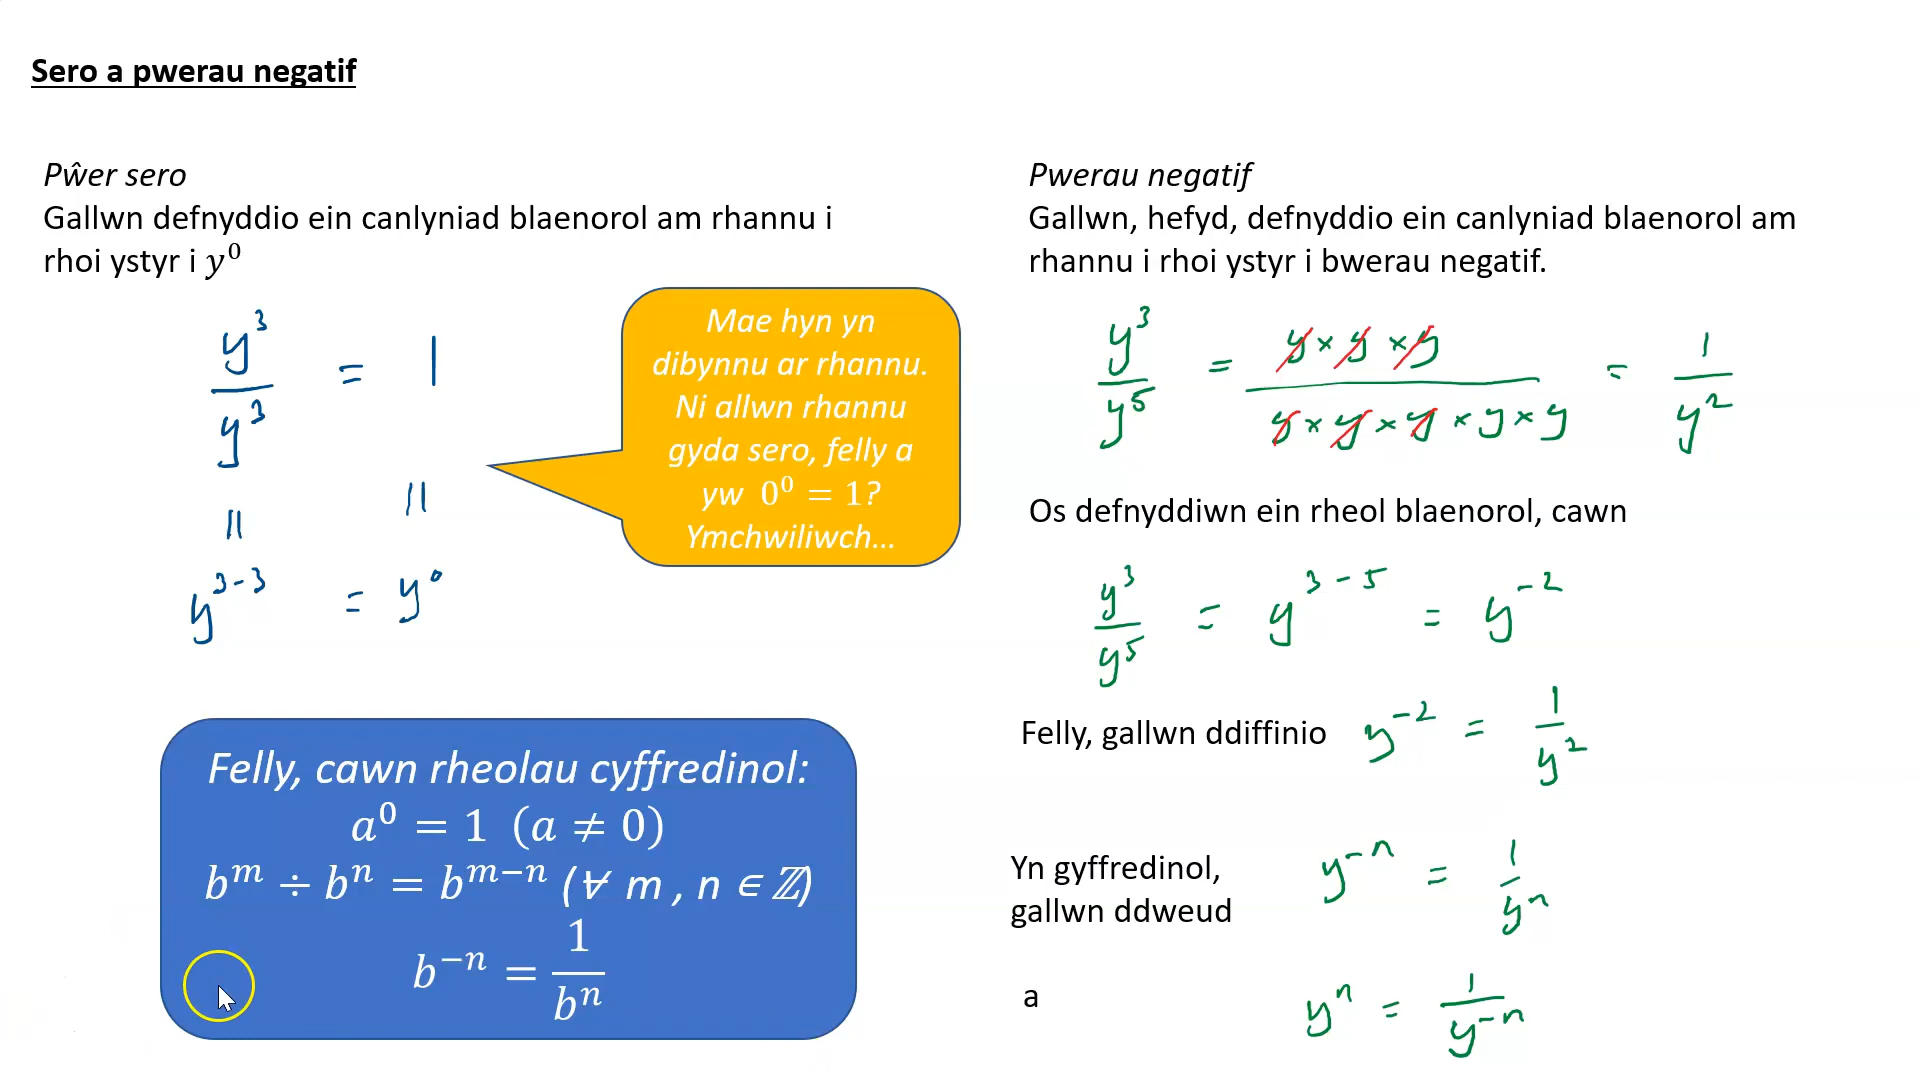 Sero a pwerau negatif
Pŵer sero
Gallwn defnyddio ein canlyniad blaenorol am rhannu i
rhoi ystyr i y⁰
y³/y³ = 1
= =
y³⁻³ = y⁰
Mae hyn yn
dibynnu ar rhannu.
Ni allwn rhannu
gyda sero, felly a
yw 0⁰ = 1?
Ymchwiliwch...
Felly, cawn rheolau cyffredinol:
a⁰ = 1 (a ≠ 0)
bᵐ ÷ bⁿ = bᵐ⁻ⁿ (∀ m , n ∈ ℤ)
b⁻ⁿ = 1/bⁿ
Pwerau negatif
Gallwn, hefyd, defnyddio ein canlyniad blaenorol am
rhannu i rhoi ystyr i bwerau negatif.
y³/y⁵ = (y × y × y)/(y × y × y × y × y) = 1/y²
Os defnyddiwn ein rheol blaenorol, cawn
y³/y⁵ = y³⁻⁵ = y⁻²
Felly, gallwn ddiffinio y⁻² = 1/y²
Yn gyffredinol,
gallwn ddweud y⁻ⁿ = 1/yⁿ
a yⁿ = 1/y⁻ⁿ